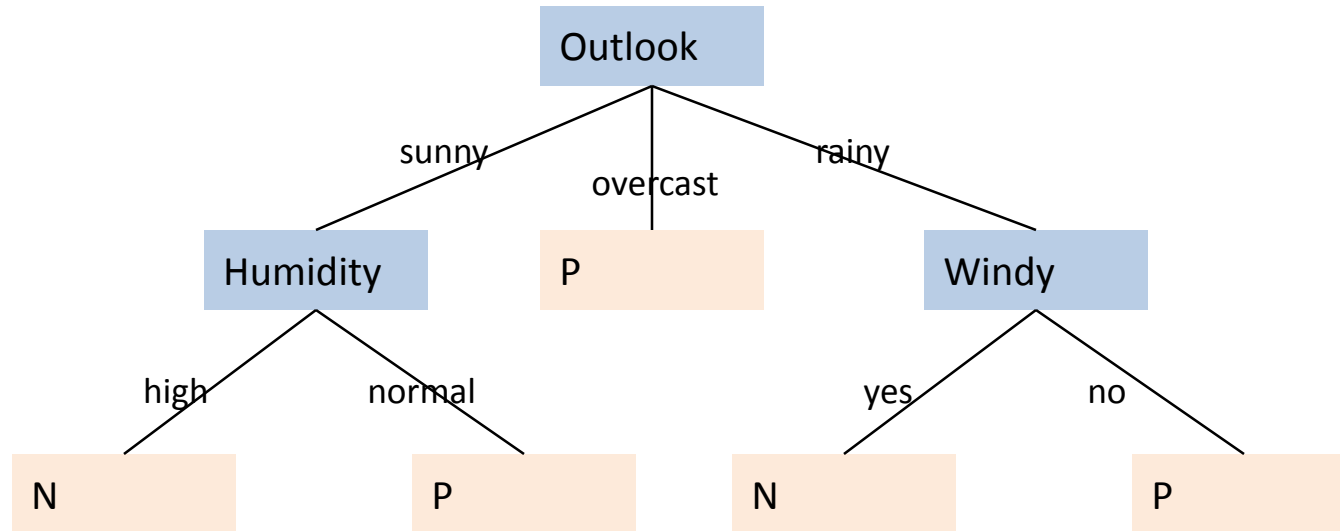 Outlook
sunny
overcast
rainy
Humidity
P
Windy
high
normal
yes
no
N
P
N
P